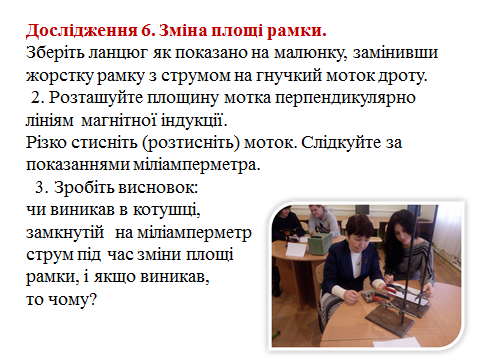 Дослідження 6. Зміна площі рамки.
Зберіть ланцюг як показано на малюнку, замінивши
жорстку рамку з струмом на гнучкий моток дроту.
2. Розташуйте площину мотка перпендикулярно
лініям магнітної індукції.
Різко стисніть (розтисніть) моток. Слідкуйте за
показаннями міліамперметра.
3. Зробіть висновок:
чи виникав в котушці,
замкнутій на міліамперметр
струм під час зміни площі
рамки, і якщо виникав,
то чому?